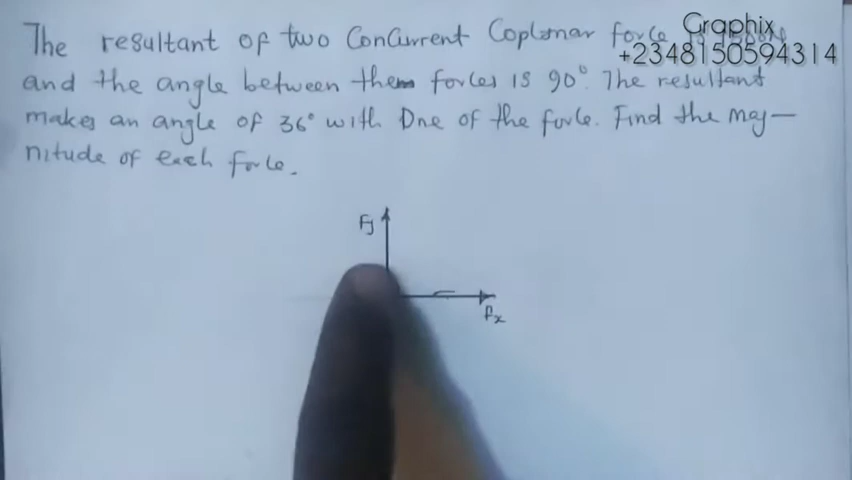 The resultant of two Concurrent Coplanar force
Graphix
+2348150594314
and the angle between them forces is 90°. The resultant
makes an angle of 36° with One of the force. Find the mag-
nitude of each force.
Fy
Fx